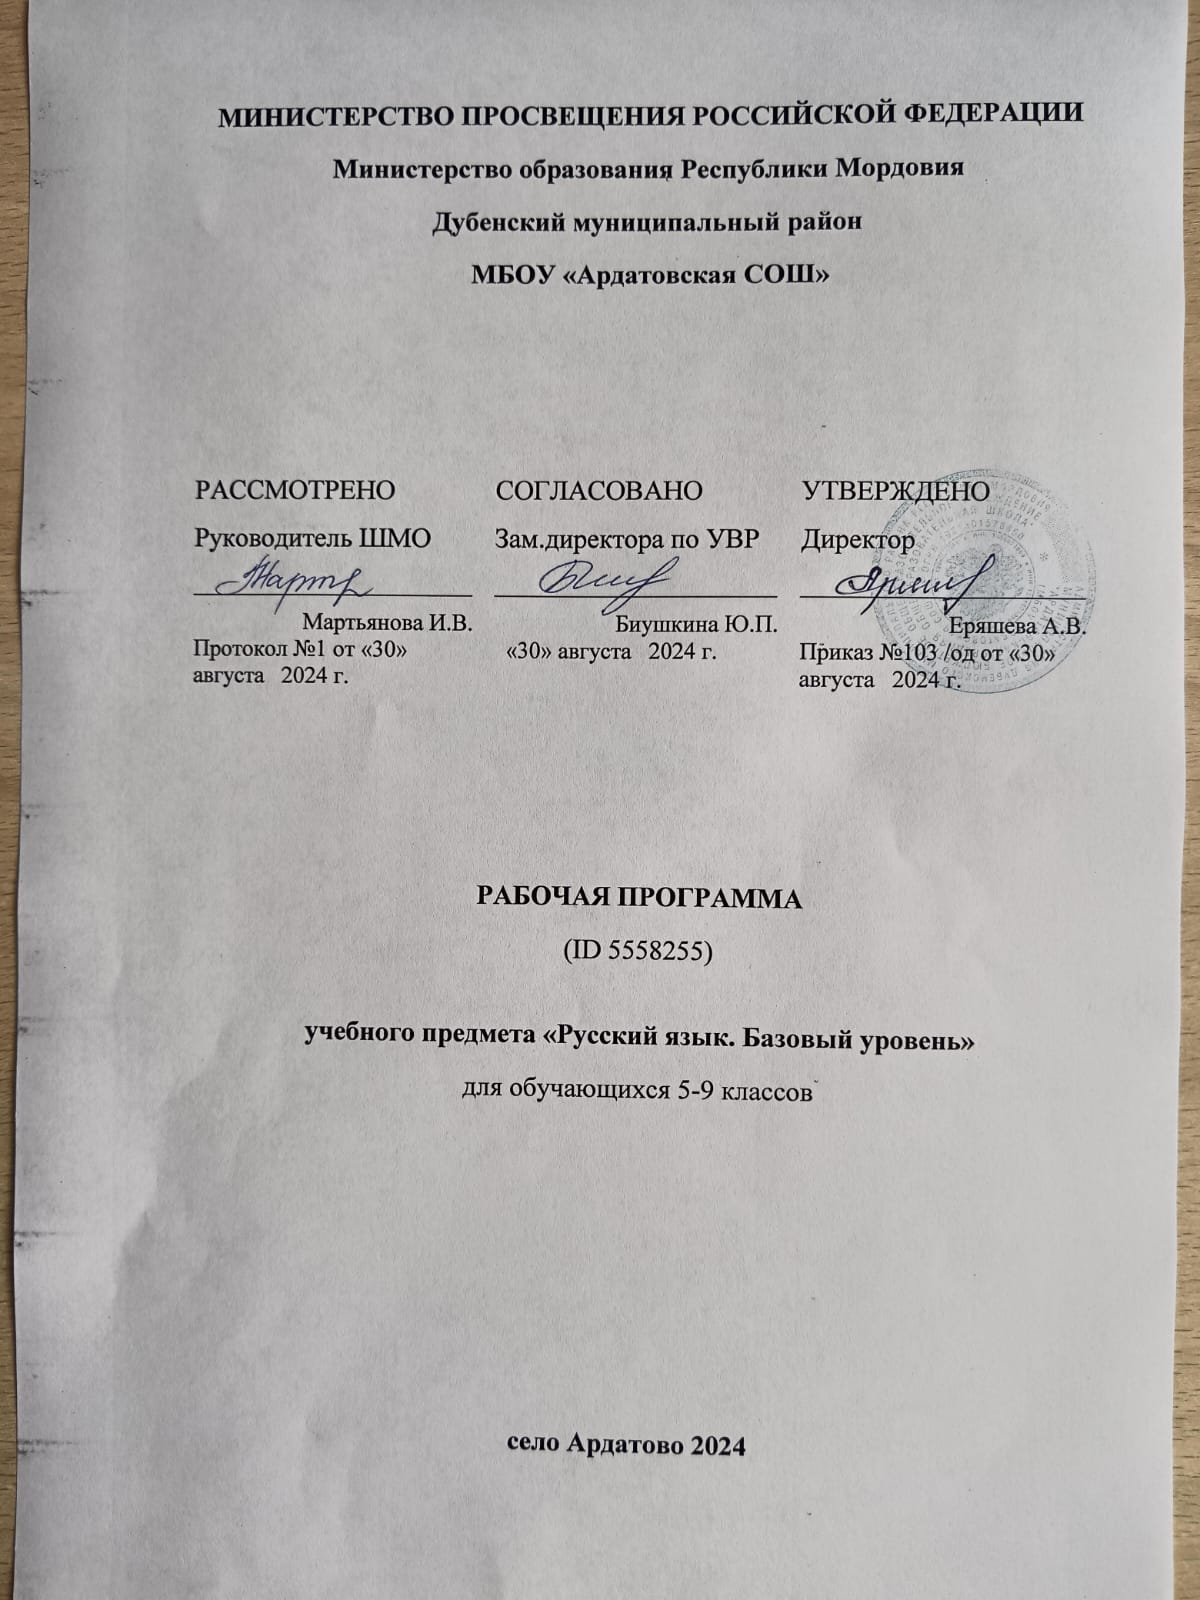 МИНИСТЕРСТВО ПРОСВЕЩЕНИЯ РОССИЙСКОЙ ФЕДЕРАЦИИ
Министерство образования Республики Мордовия
Дубенский муниципальный район
МБОУ «Ардатовская СОШ»
РАССМОТРЕНО
Руководитель ШМО
Мартьянова И.В.
Протокол №1 от «30»
августа 2024 г.
СОГЛАСОВАНО
Зам.директора по УВР
Биушкина Ю.П.
«30» августа 2024 г.
УТВЕРЖДЕНО
Директор
Еряшева А.В.
Приказ №103 /од от «30»
августа 2024 г.
РАБОЧАЯ ПРОГРАММА
(ID 5558255)
учебного предмета «Русский язык. Базовый уровень»
для обучающихся 5-9 классов
село Ардатово 2024